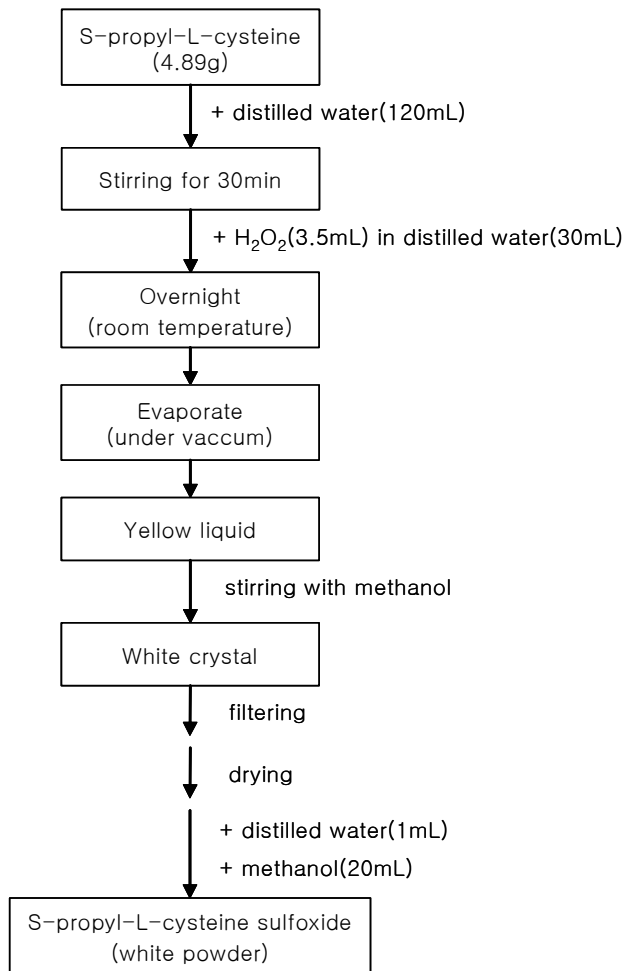 S-propyl-L-cysteine
(4.89g)
+ distilled water(120mL)
Stirring for 30min
+ H₂O₂(3.5mL) in distilled water(30mL)
Overnight
(room temperature)
Evaporate
(under vaccum)
Yellow liquid
stirring with methanol
White crystal
filtering
drying
+ distilled water(1mL)
+ methanol(20mL)
S-propyl-L-cysteine sulfoxide
(white powder)